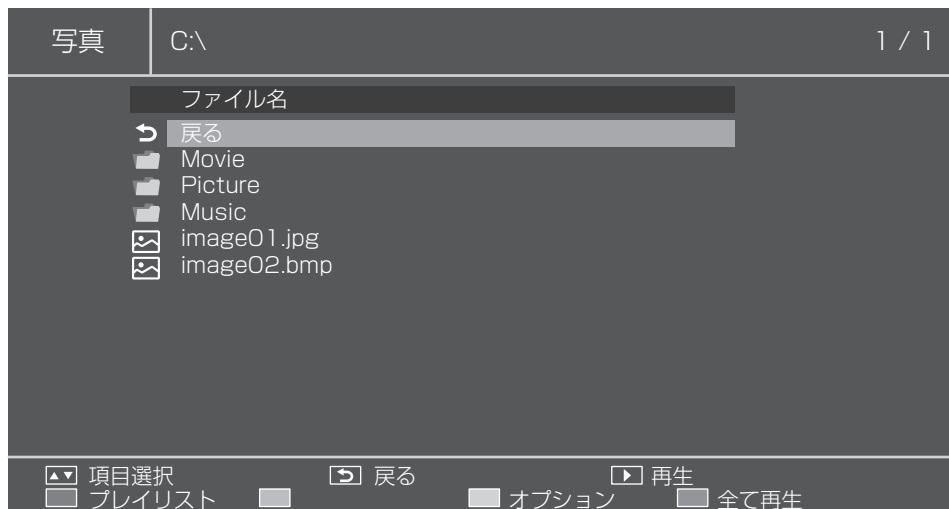 写真 C:\ 1 / 1
ファイル名
戻る
Movie
Picture
Music
image01.jpg
image02.bmp
項目選択 戻る 再生
プレイリスト オプション 全て再生